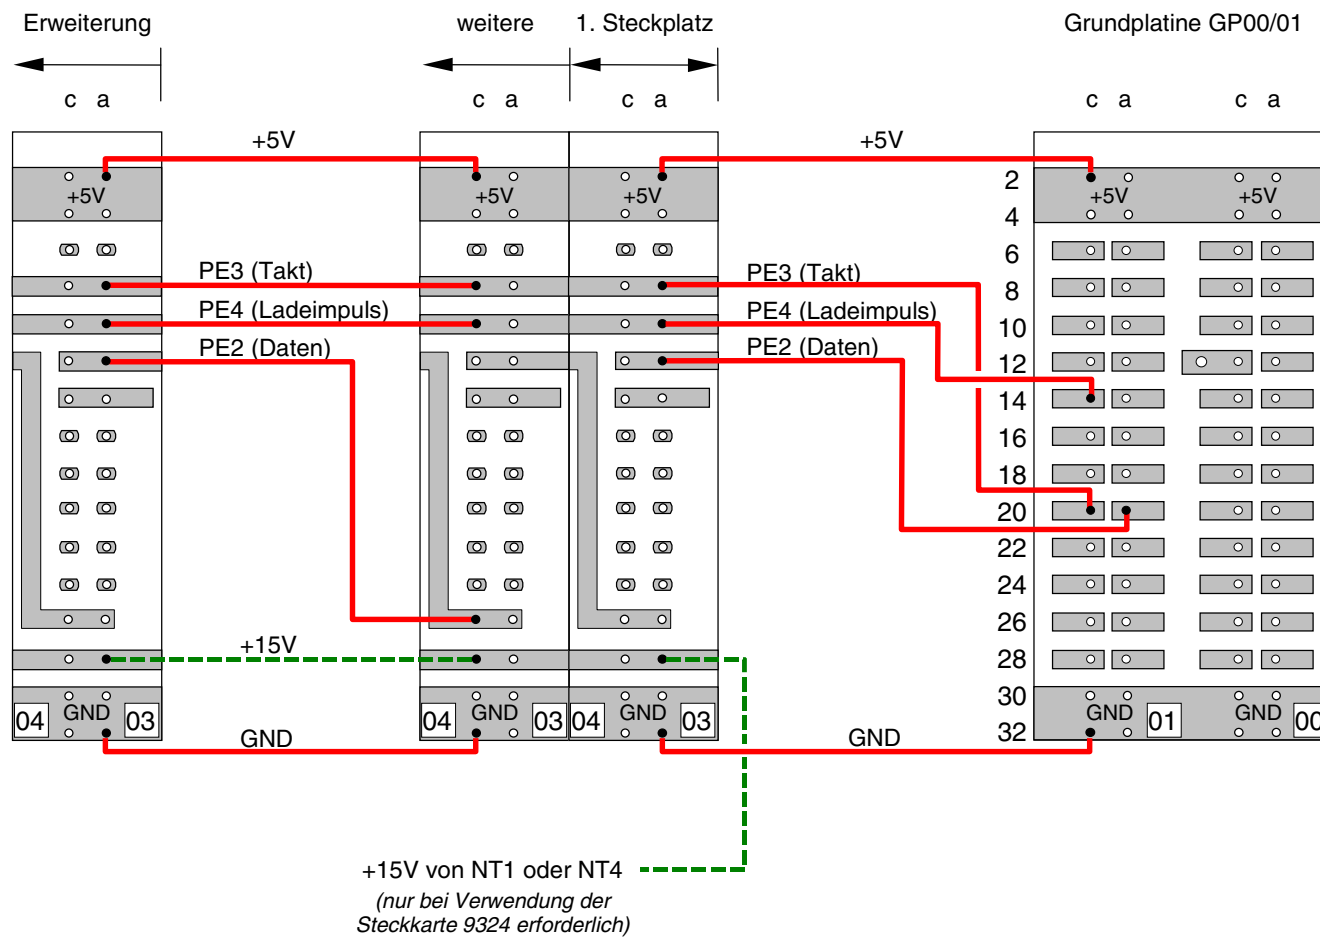 Erweiterung weitere 1. Steckplatz Grundplatine GP00/01
c a c a c a c a c a
+5V +5V
+5V +5V +5V 2 +5V +5V
4
6
PE3 (Takt) PE3 (Takt) 8
PE4 (Ladeimpuls) PE4 (Ladeimpuls) 10
PE2 (Daten) PE2 (Daten) 12
14
16
18
20
22
24
26
+15V 28
30
04 GND 03 04 GND 03 04 GND 03 GND 01 GND 00
32
GND GND
+15V von NT1 oder NT4
(nur bei Verwendung der
Steckkarte 9324 erforderlich)